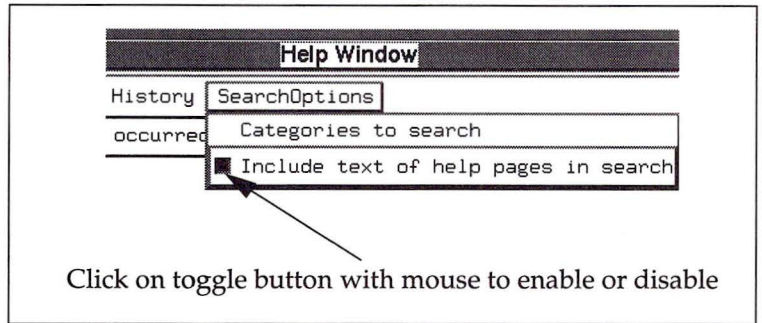 Help Window
History SearchOptions
occurred Categories to search
Include text of help pages in search
Click on toggle button with mouse to enable or disable